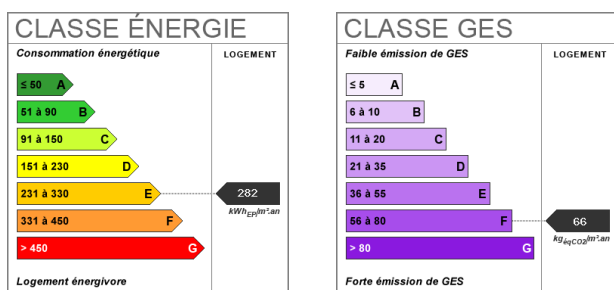 CLASSE ÉNERGIE
Consommation énergétique
LOGEMENT
≤ 50 A
51 à 90 B
91 à 150 C
151 à 230 D
231 à 330 E
282
kWhEP/m².an
331 à 450 F
> 450 G
Logement énergivore
CLASSE GES
Faible émission de GES
LOGEMENT
≤ 5 A
6 à 10 B
11 à 20 C
21 à 35 D
36 à 55 E
56 à 80 F
66
kgéqCO2/m².an
> 80 G
Forte émission de GES